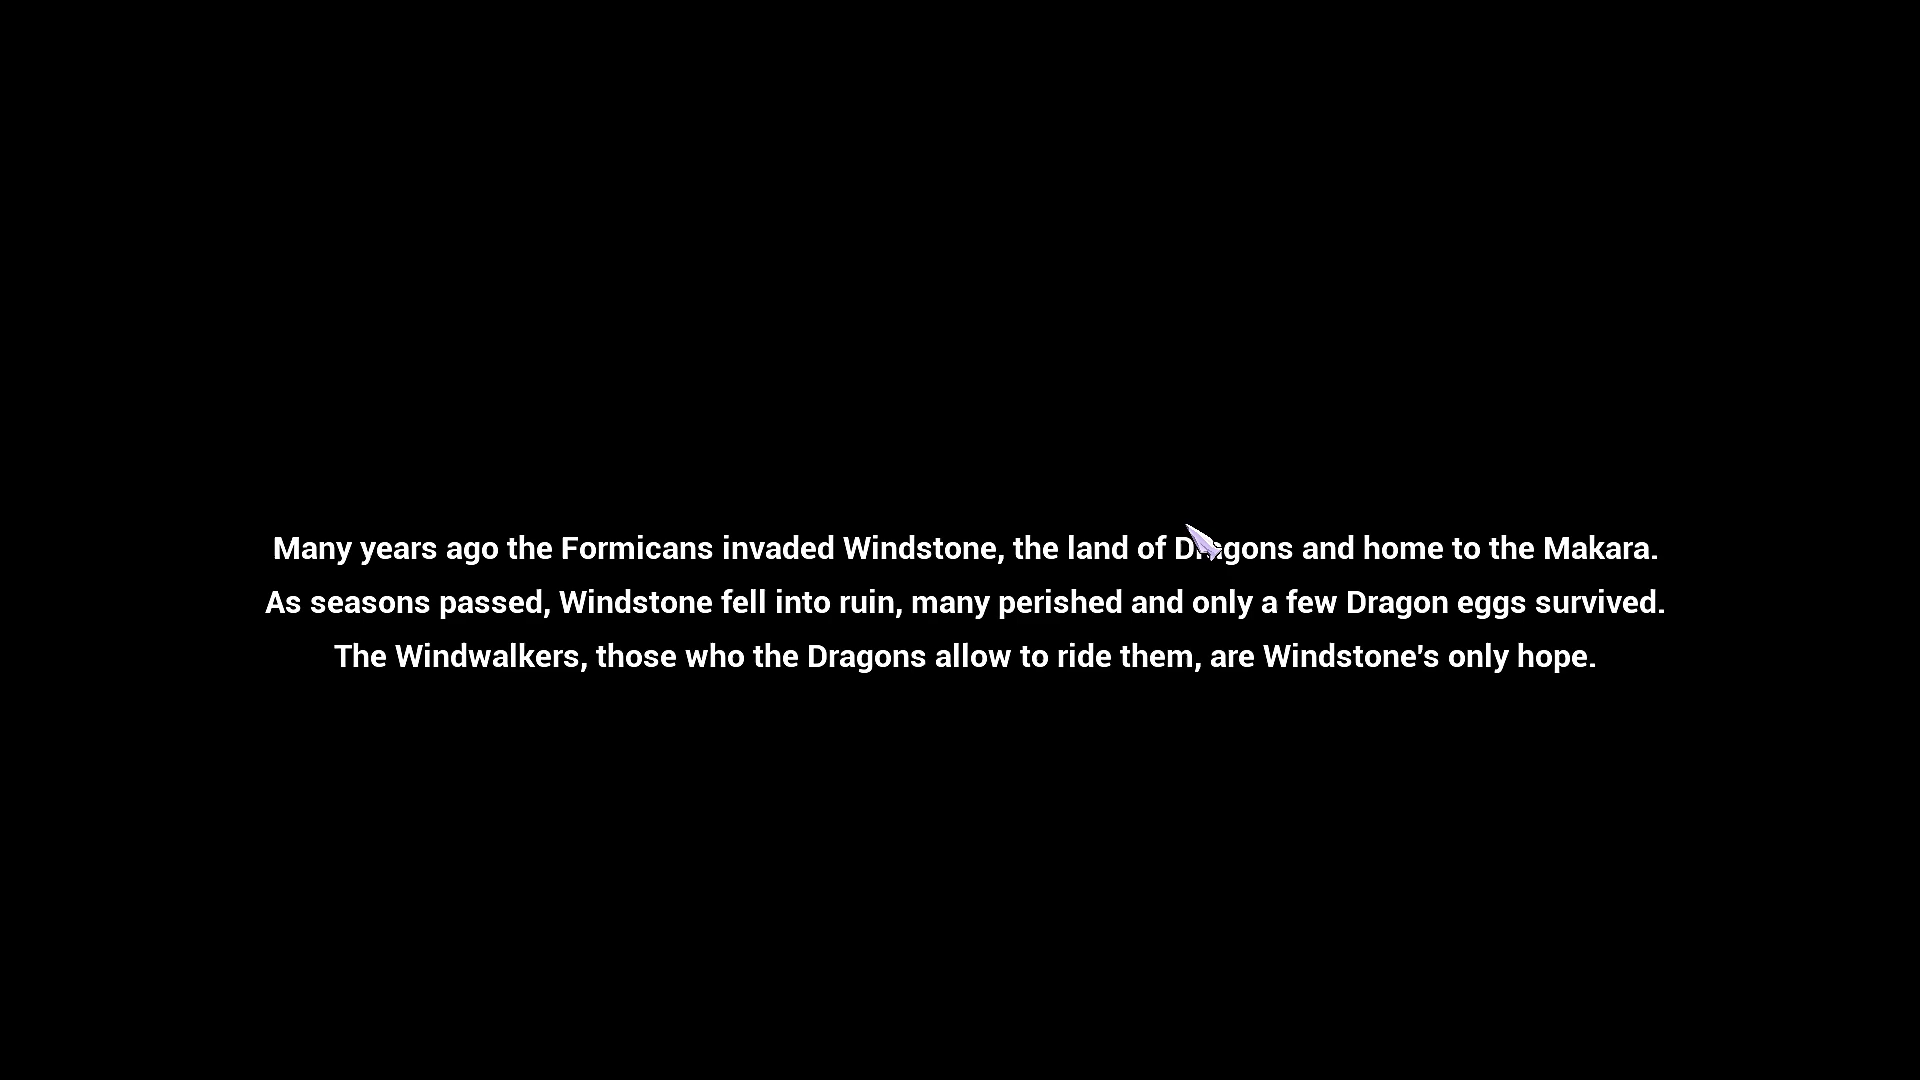 Many years ago the Formicans invaded Windstone, the land of Dragons and home to the Makara.
As seasons passed, Windstone fell into ruin, many perished and only a few Dragon eggs survived.
The Windwalkers, those who the Dragons allow to ride them, are Windstone's only hope.